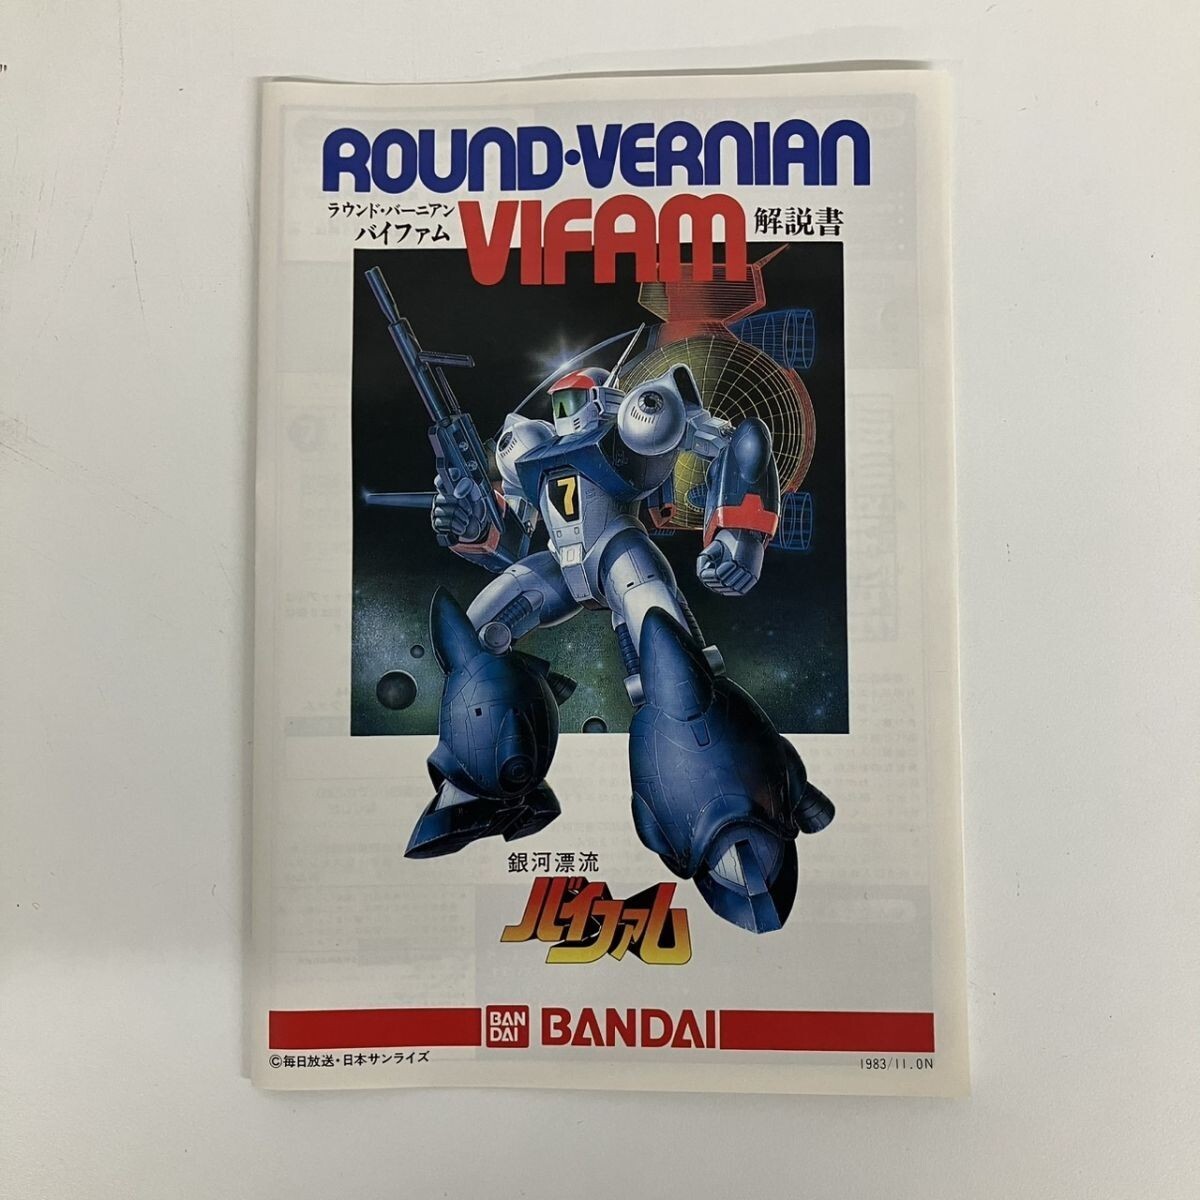 ROUND·VERNIAN
ラウンド・バーニアン
バイファム
VIFAM
解説書
7
銀河漂流
バイファム
BAN
DAI
BANDAI
©毎日放送・日本サンライズ
1983/11.0N